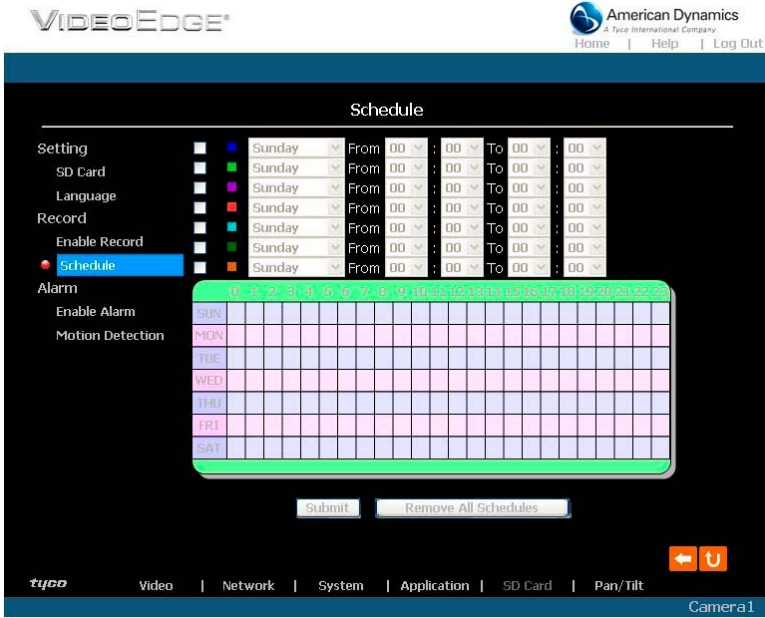 VIDEOEDGE®
American Dynamics
A Tyco International Company
Home | Help | Log Out
Schedule
Setting
SD Card
Language
Record
Enable Record
Schedule
Alarm
Enable Alarm
Motion Detection
Sunday From 00 : 00 To 00 : 00
Sunday From 00 : 00 To 00 : 00
Sunday From 00 : 00 To 00 : 00
Sunday From 00 : 00 To 00 : 00
Sunday From 00 : 00 To 00 : 00
Sunday From 00 : 00 To 00 : 00
Sunday From 00 : 00 To 00 : 00
0 1 2 3 4 5 6 7 8 9 10 11 12 13 14 15 16 17 18 19 20 21 22 23
SUN
MON
TUE
WED
THU
FRI
SAT
Submit Remove All Schedules
tyco Video | Network | System | Application | SD Card | Pan/Tilt
Camera1